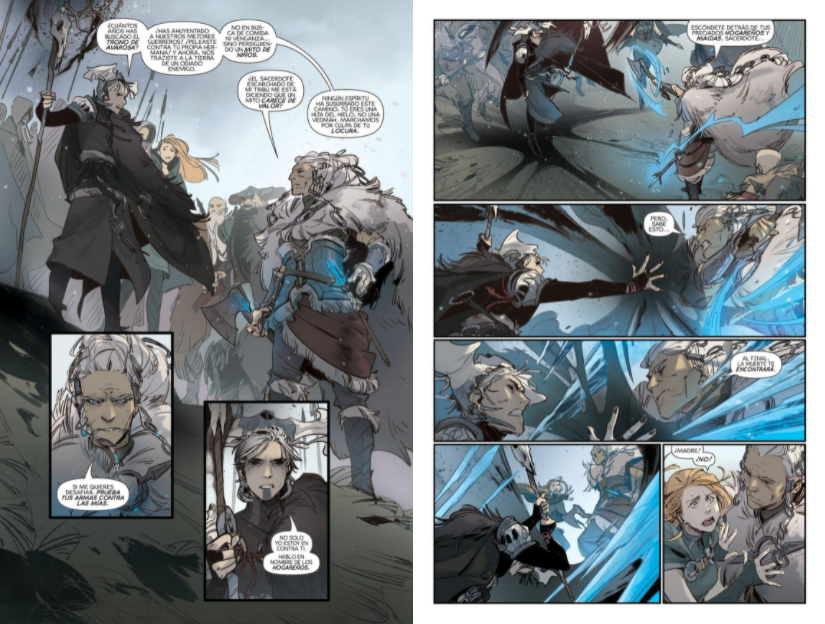 ¿CUÁNTOS
AÑOS HAS
BUSCADO EL
TRONO DE
AVAROSA?
¿HAS AHUYENTADO
A NUESTROS MEJORES
GUERREROS? ¿PELEASTE
CONTRA TU PROPIA HER-
MANA? Y AHORA, NOS
TRAJISTE A LA TIERRA
DE UN ODIADO
ENEMIGO.
NO EN BUS-
CA DE COMIDA
NI VENGANZA...
SINO PERSIGUIEN-
DO UN MITO DE
NIÑOS.
¿EL SACERDOTE
ESCARCHADO DE
MI TRIBU ME ESTÁ
DICIENDO QUE UN
MITO CARECE DE
VALOR?
NINGÚN ESPÍRITU
HA SUSURRADO ESTE
CAMINO. TÚ ERES UNA
HIJA DEL HIELO, NO UNA
VEDMAH. MARCHAMOS
POR CULPA DE TU
LOCURA.
SI ME QUIERES
DESAFIAR, PRUEBA
TUS ARMAS CONTRA
LAS MÍAS.
NO SOLO
YO ESTOY EN
CONTRA TI.
HABLO EN
NOMBRE DE LOS
HOGAREÑOS.
ESCÓNDETE DETRÁS DE TUS
PRECIADOS HOGAREÑOS Y
MAGIAS, SACERDOTE...
PERO,
SABE
ESTO...
AL FINAL,
LA MUERTE TE
ENCONTRARÁ.
¡MADRE!
¡NO!